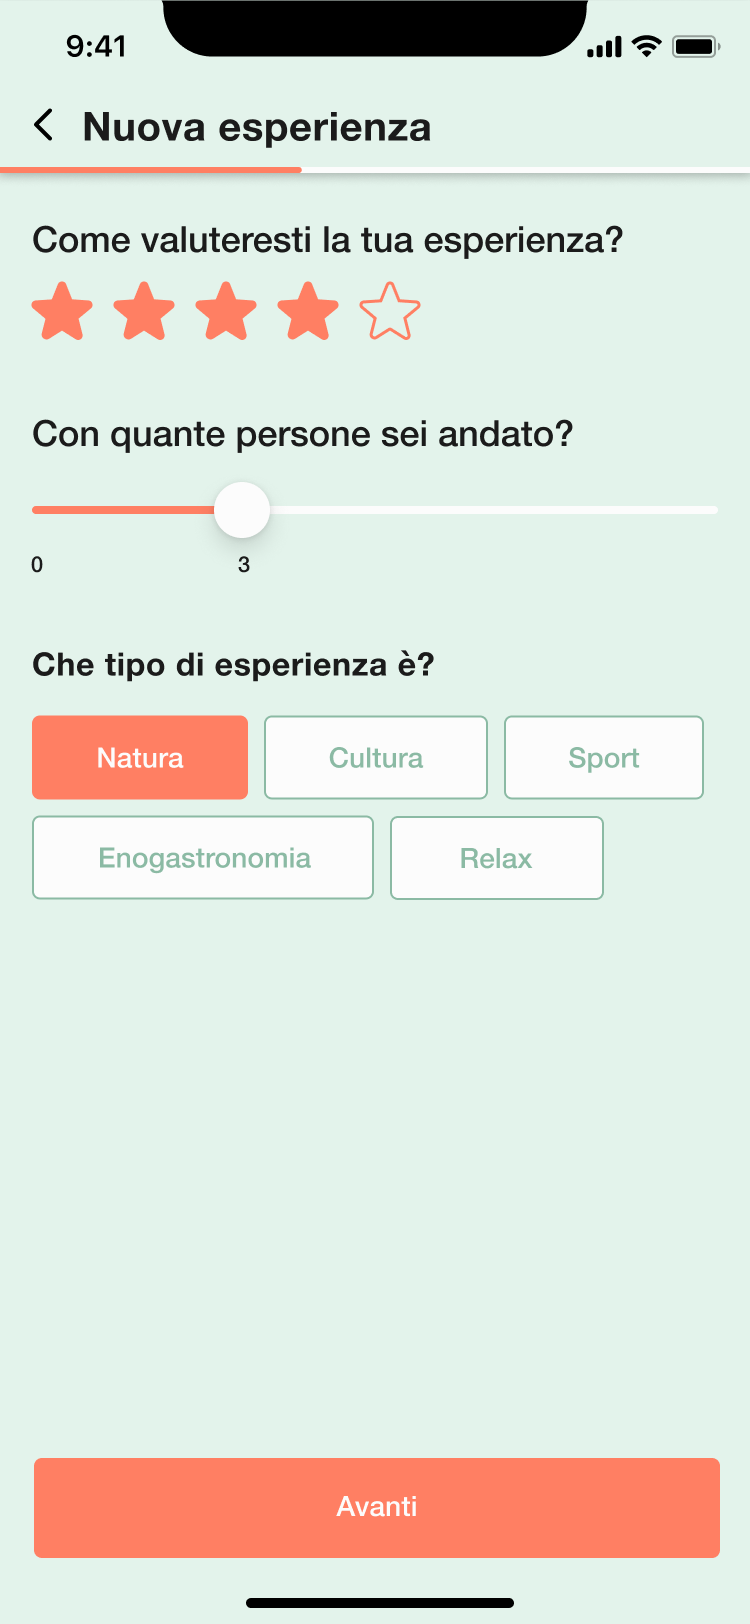 9:41
Nuova esperienza
Come valuteresti la tua esperienza?
Con quante persone sei andato?
0 3
Che tipo di esperienza è?
Natura Cultura Sport
Enogastronomia Relax
Avanti